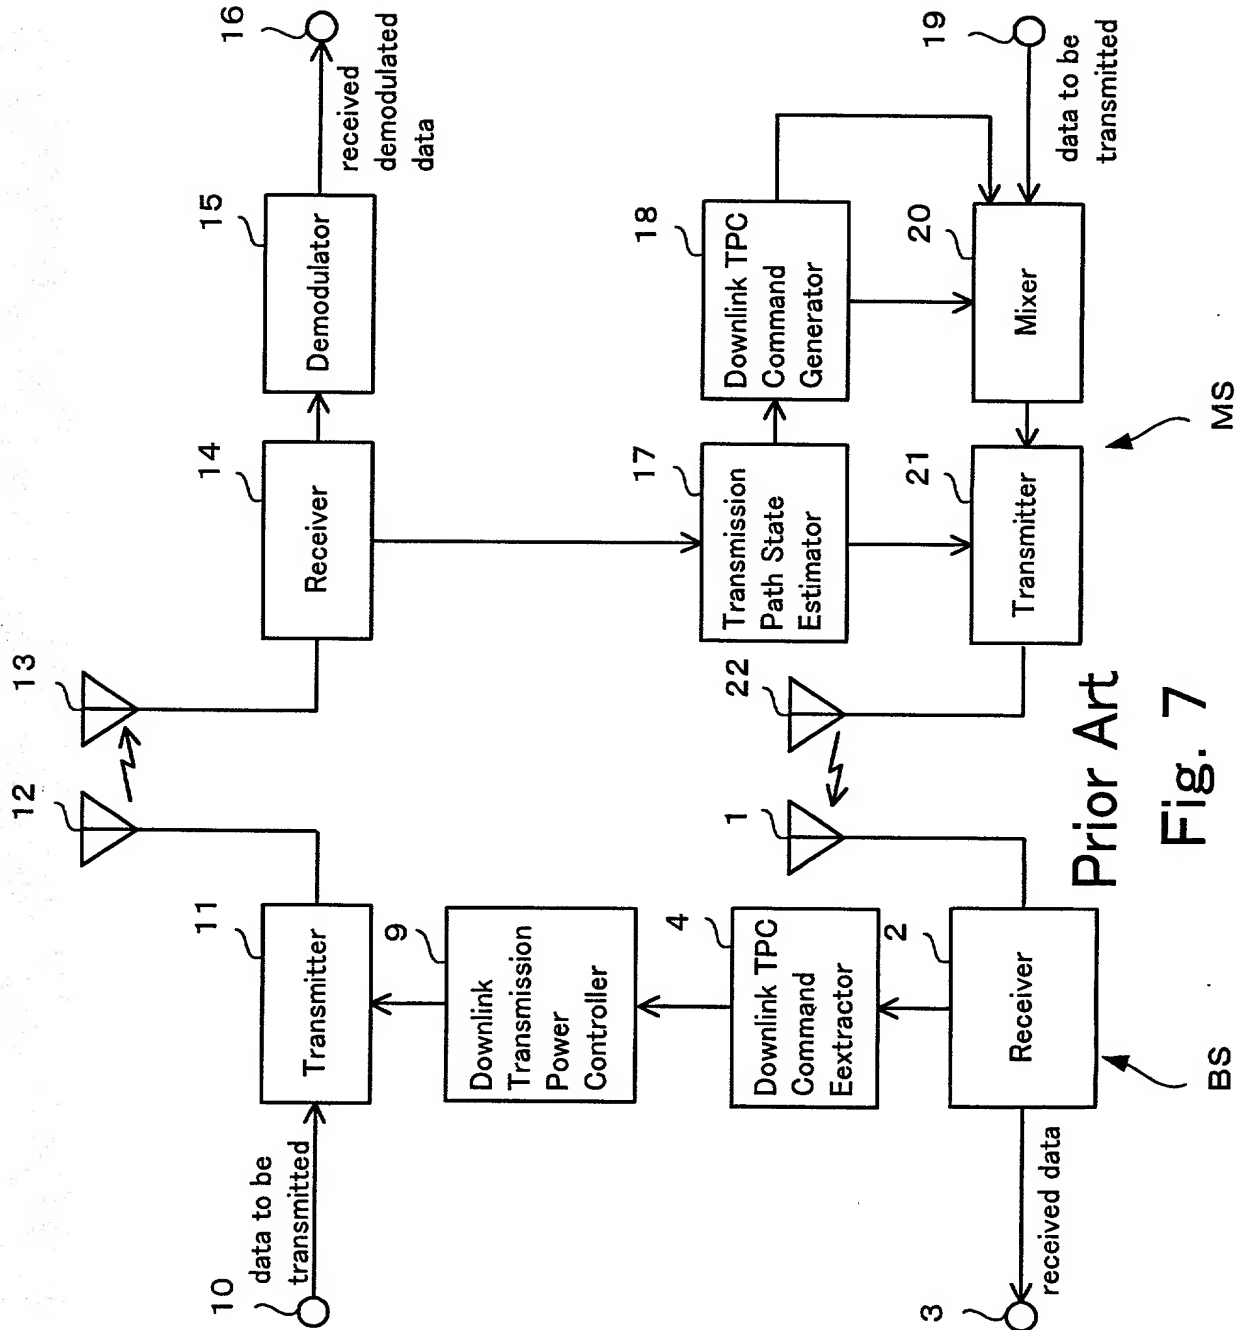 10
data to be
transmitted
11
Transmitter
12
13
14
Receiver
15
Demodulator
16
received
demodulated
data
9
Downlink
Transmission
Power
Controller
4
Downlink TPC
Command
Eextractor
17
Transmission
Path State
Estimator
18
Downlink TPC
Command
Generator
19
data to be
transmitted
3
received data
2
Receiver
1
22
21
Transmitter
20
Mixer
BS
MS
Prior Art
Fig. 7